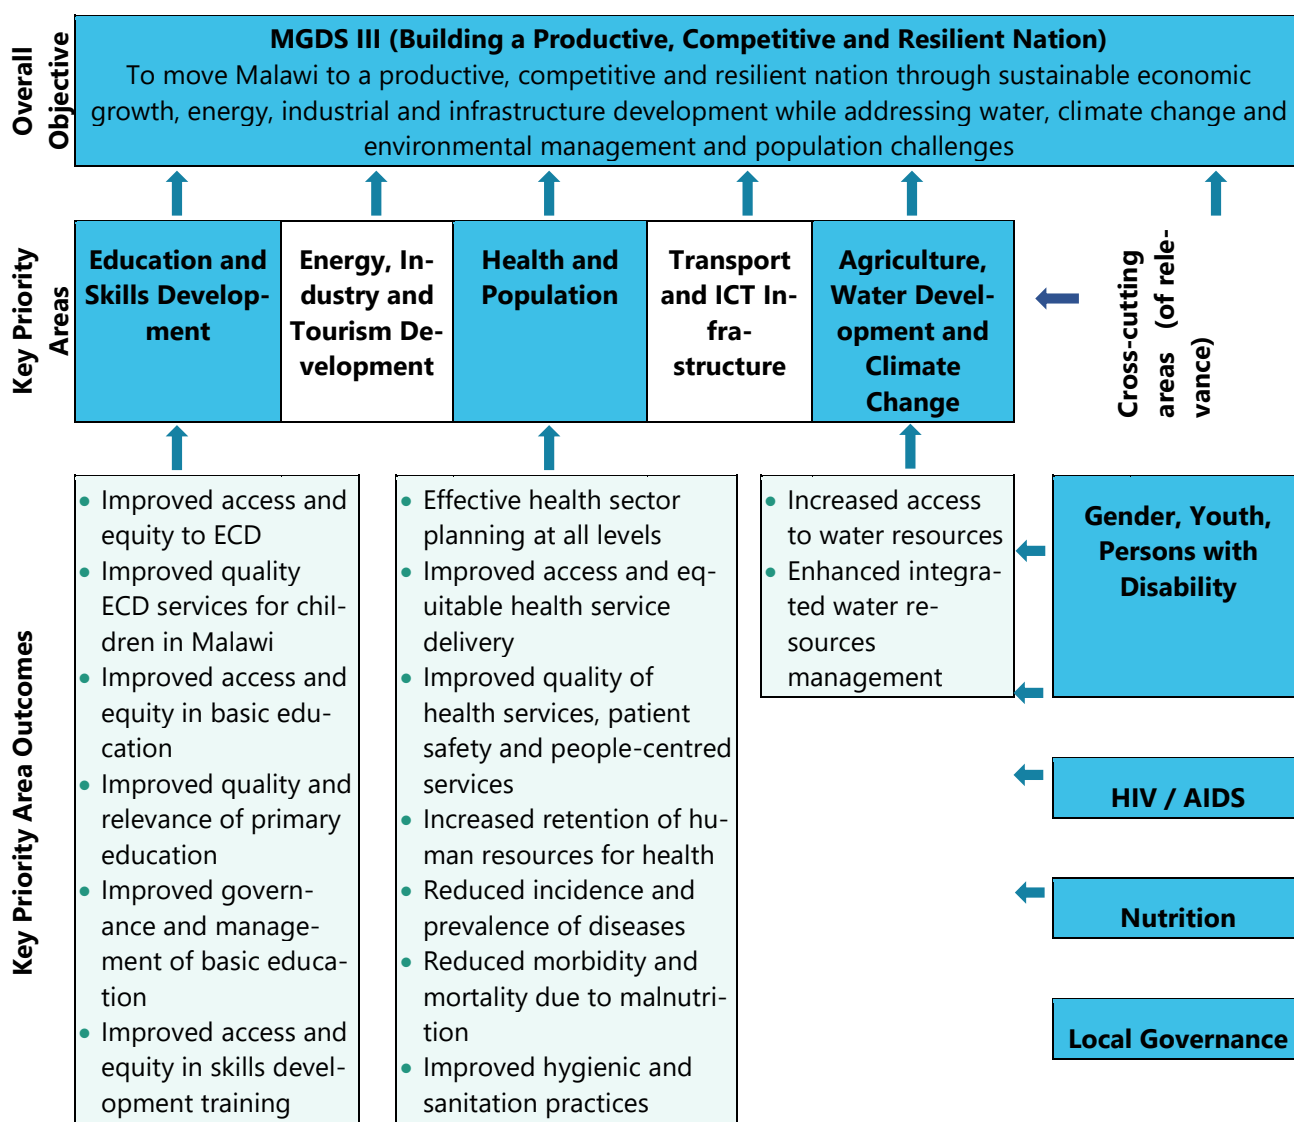 Overall
Objective
MGDS III (Building a Productive, Competitive and Resilient Nation)
To move Malawi to a productive, competitive and resilient nation through sustainable economic
growth, energy, industrial and infrastructure development while addressing water, climate change and
environmental management and population challenges
Key Priority
Areas
Education and
Skills Develop-
ment
Energy, In-
dustry and
Tourism De-
velopment
Health and
Population
Transport
and ICT In-
fra-
structure
Agriculture,
Water Devel-
opment and
Climate
Change
Cross-cutting
areas (of rele-
vance)
Key Priority Area Outcomes
• Improved access and
equity to ECD
• Improved quality
ECD services for chil-
dren in Malawi
• Improved access and
equity in basic edu-
cation
• Improved quality and
relevance of primary
education
• Improved govern-
ance and manage-
ment of basic educa-
tion
• Improved access and
equity in skills devel-
opment training
• Effective health sector
planning at all levels
• Improved access and eq-
uitable health service
delivery
• Improved quality of
health services, patient
safety and people-centred
services
• Increased retention of hu-
man resources for health
• Reduced incidence and
prevalence of diseases
• Reduced morbidity and
mortality due to malnutri-
tion
• Improved hygienic and
sanitation practices
• Increased access
to water resources
• Enhanced integra-
ted water re-
sources
management
Gender, Youth,
Persons with
Disability
HIV / AIDS
Nutrition
Local Governance